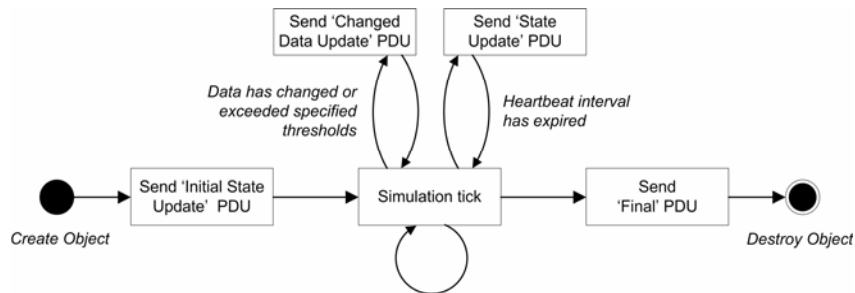 Send 'Changed
Data Update' PDU
Send 'State
Update' PDU
Data has changed or
exceeded specified
thresholds
Heartbeat interval
has expired
Send 'Initial State
Update' PDU
Simulation tick
Send
'Final' PDU
Create Object
Destroy Object